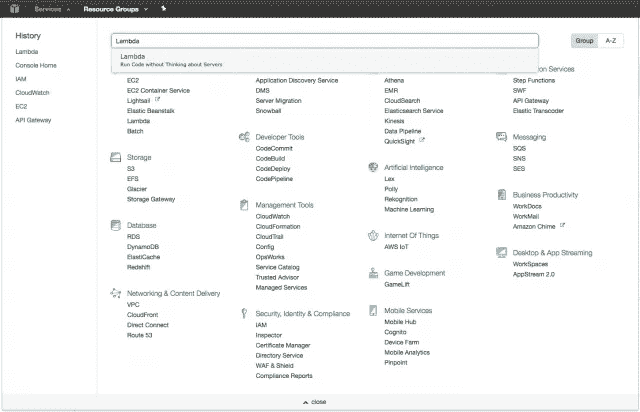 Services Resource Groups
History
Lambda
Console Home
IAM
CloudWatch
EC2
API Gateway
Lambda
Group A-Z
Lambda
Run Code without Thinking about Servers
EC2
EC2 Container Service
Lightsail
Elastic Beanstalk
Lambda
Batch
Storage
S3
EFS
Glacier
Storage Gateway
Database
RDS
DynamoDB
ElastiCache
Redshift
Networking & Content Delivery
VPC
CloudFront
Direct Connect
Route 53
Application Discovery Service
DMS
Server Migration
Snowball
Developer Tools
CodeCommit
CodeBuild
CodeDeploy
CodePipeline
Management Tools
CloudWatch
CloudFormation
CloudTrail
Config
OpsWorks
Service Catalog
Trusted Advisor
Managed Services
Security, Identity & Compliance
IAM
Inspector
Certificate Manager
Directory Service
WAF & Shield
Compliance Reports
Athena
EMR
CloudSearch
Elasticsearch Service
Kinesis
Data Pipeline
QuickSight
Artificial Intelligence
Lex
Polly
Rekognition
Machine Learning
Internet Of Things
AWS IoT
Game Development
GameLift
Mobile Services
Mobile Hub
Cognito
Device Farm
Mobile Analytics
Pinpoint
Services
Step Functions
SWF
API Gateway
Elastic Transcoder
Messaging
SQS
SNS
SES
Business Productivity
WorkDocs
WorkMail
Amazon Chime
Desktop & App Streaming
WorkSpaces
AppStream 2.0
close